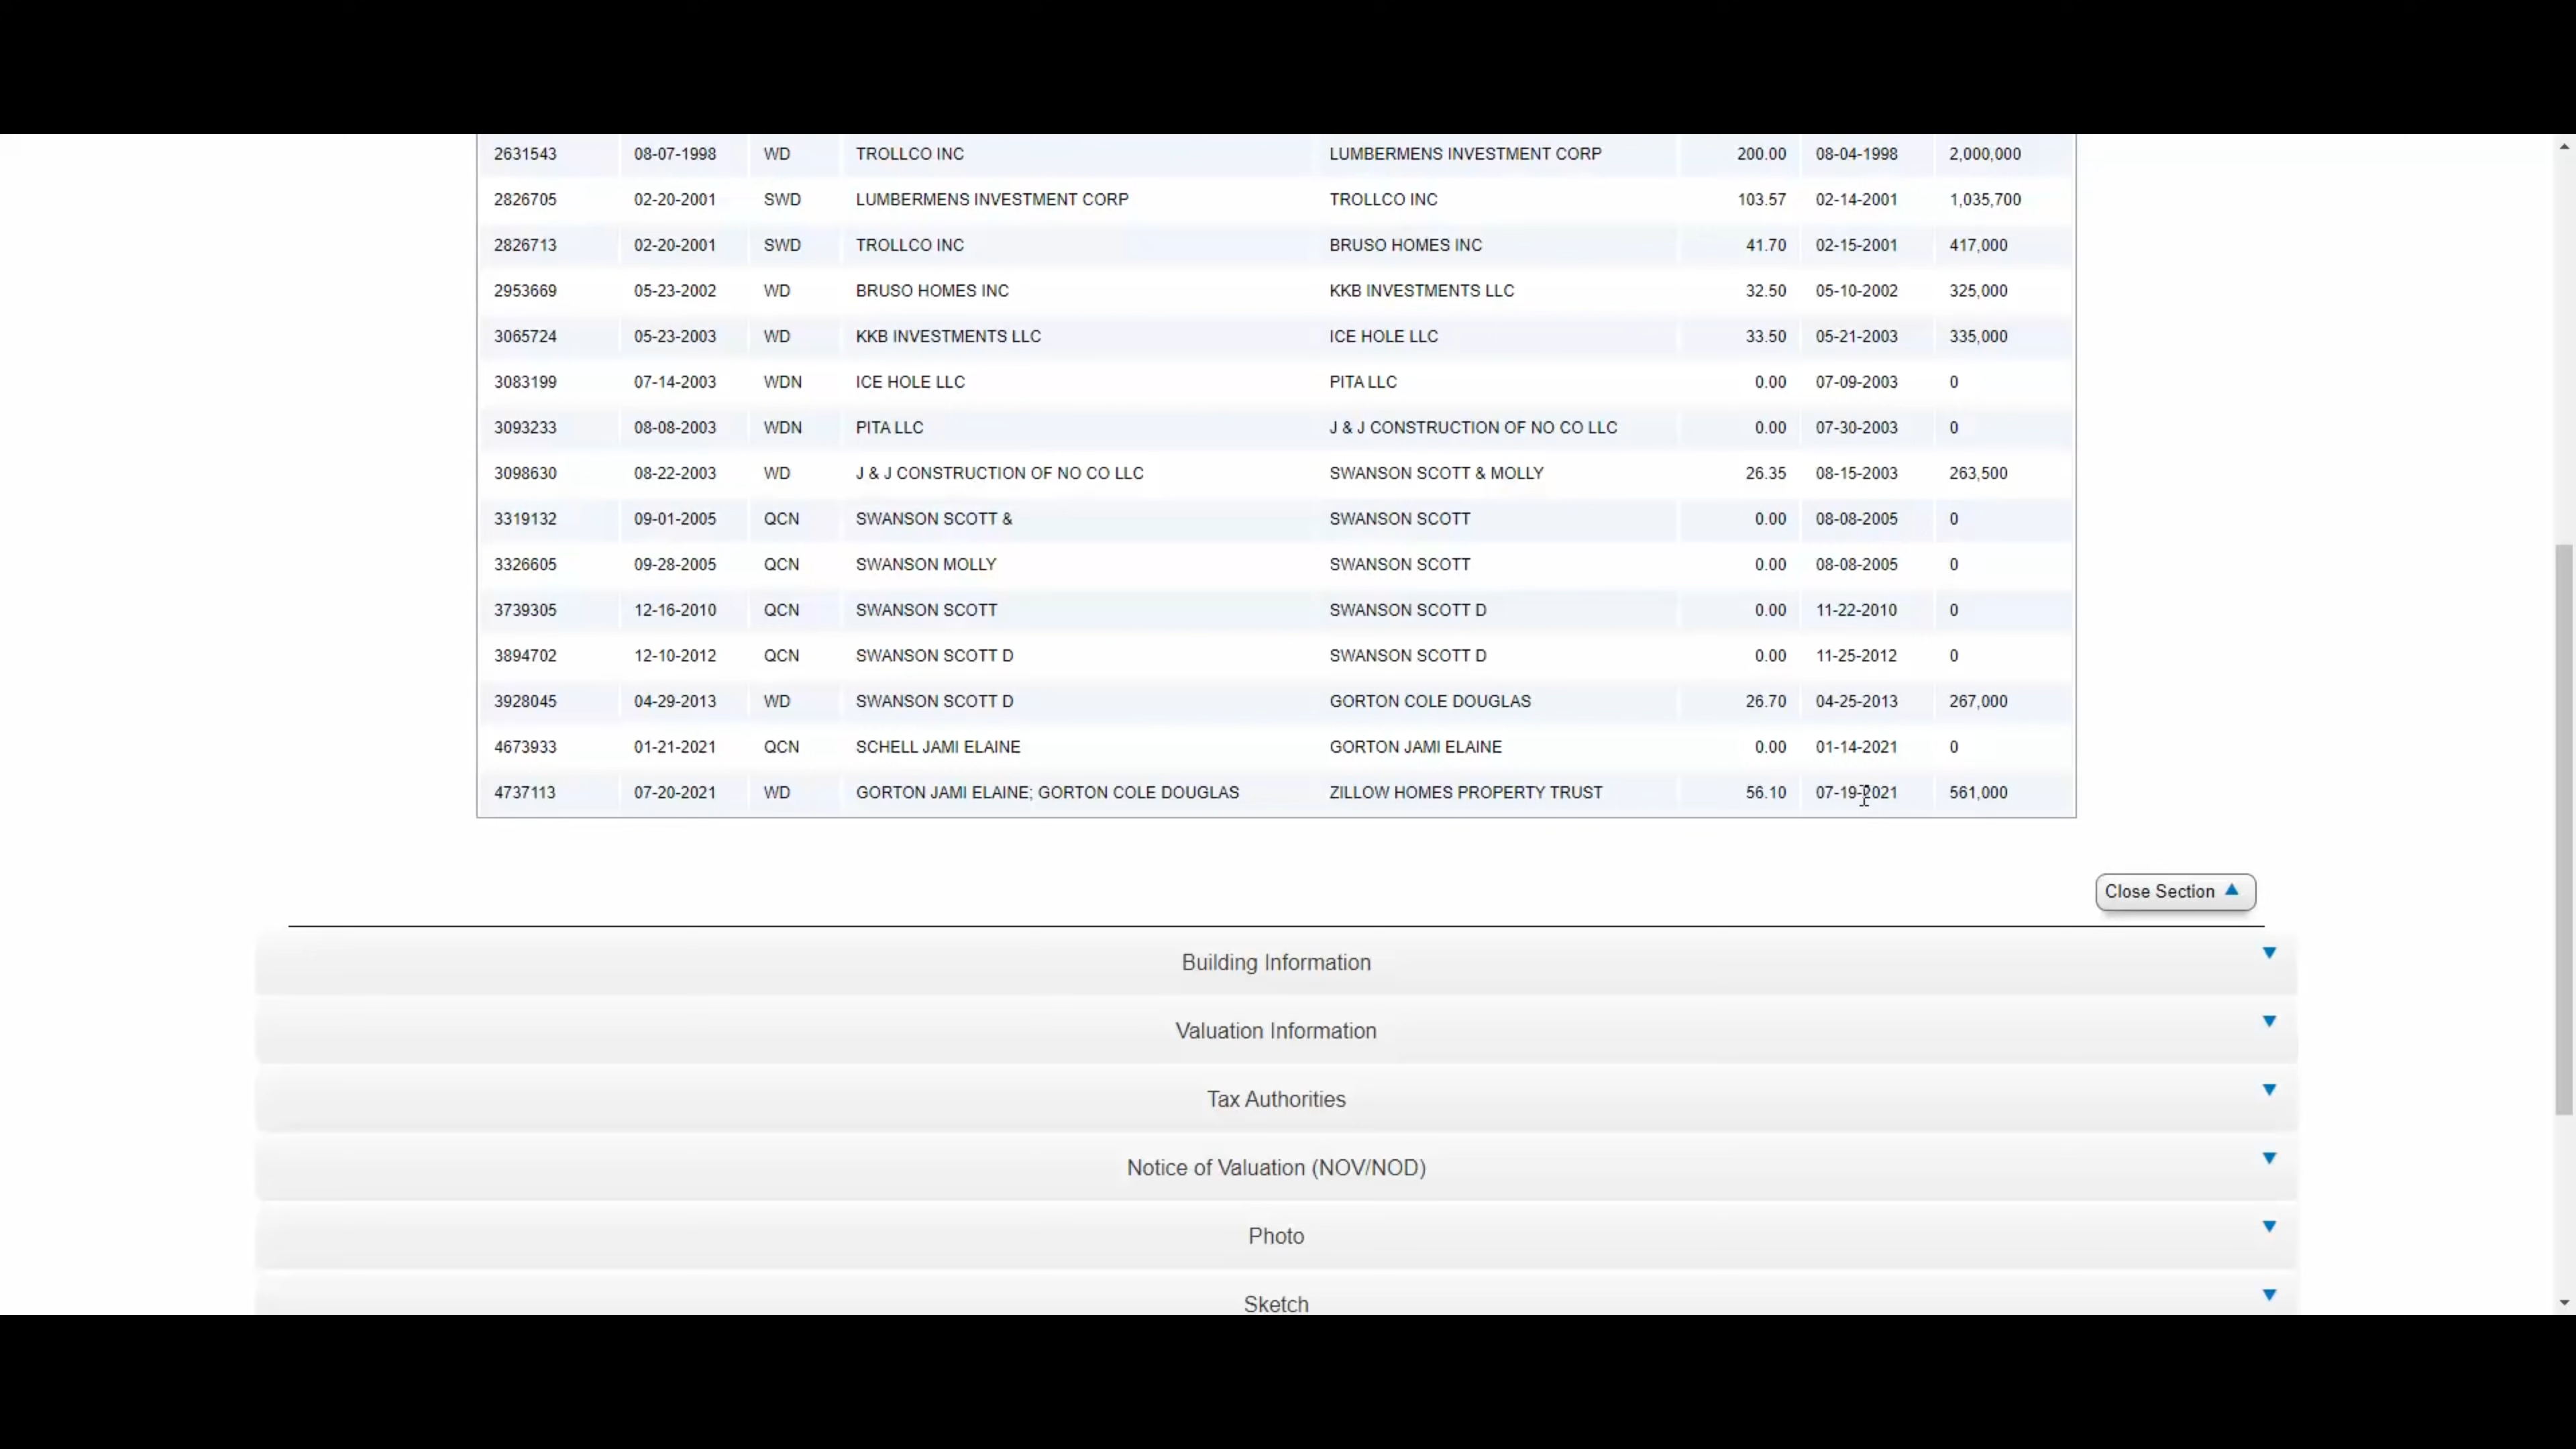 2631543 08-07-1998 WD TROLLCO INC LUMBERMENS INVESTMENT CORP 200.00 08-04-1998 2,000,000
2826705 02-20-2001 SWD LUMBERMENS INVESTMENT CORP TROLLCO INC 103.57 02-14-2001 1,035,700
2826713 02-20-2001 SWD TROLLCO INC BRUSO HOMES INC 41.70 02-15-2001 417,000
2953669 05-23-2002 WD BRUSO HOMES INC KKB INVESTMENTS LLC 32.50 05-10-2002 325,000
3065724 05-23-2003 WD KKB INVESTMENTS LLC ICE HOLE LLC 33.50 05-21-2003 335,000
3083199 07-14-2003 WDN ICE HOLE LLC PITA LLC 0.00 07-09-2003 0
3093233 08-08-2003 WDN PITA LLC J & J CONSTRUCTION OF NO CO LLC 0.00 07-30-2003 0
3098630 08-22-2003 WD J & J CONSTRUCTION OF NO CO LLC SWANSON SCOTT & MOLLY 26.35 08-15-2003 263,500
3319132 09-01-2005 QCN SWANSON SCOTT & SWANSON SCOTT 0.00 08-08-2005 0
3326605 09-28-2005 QCN SWANSON MOLLY SWANSON SCOTT 0.00 08-08-2005 0
3739305 12-16-2010 QCN SWANSON SCOTT SWANSON SCOTT D 0.00 11-22-2010 0
3894702 12-10-2012 QCN SWANSON SCOTT D SWANSON SCOTT D 0.00 11-25-2012 0
3928045 04-29-2013 WD SWANSON SCOTT D GORTON COLE DOUGLAS 26.70 04-25-2013 267,000
4673933 01-21-2021 QCN SCHELL JAMI ELAINE GORTON JAMI ELAINE 0.00 01-14-2021 0
4737113 07-20-2021 WD GORTON JAMI ELAINE; GORTON COLE DOUGLAS ZILLOW HOMES PROPERTY TRUST 56.10 07-19-2021 561,000
Close Section
Building Information
Valuation Information
Tax Authorities
Notice of Valuation (NOV/NOD)
Photo
Sketch